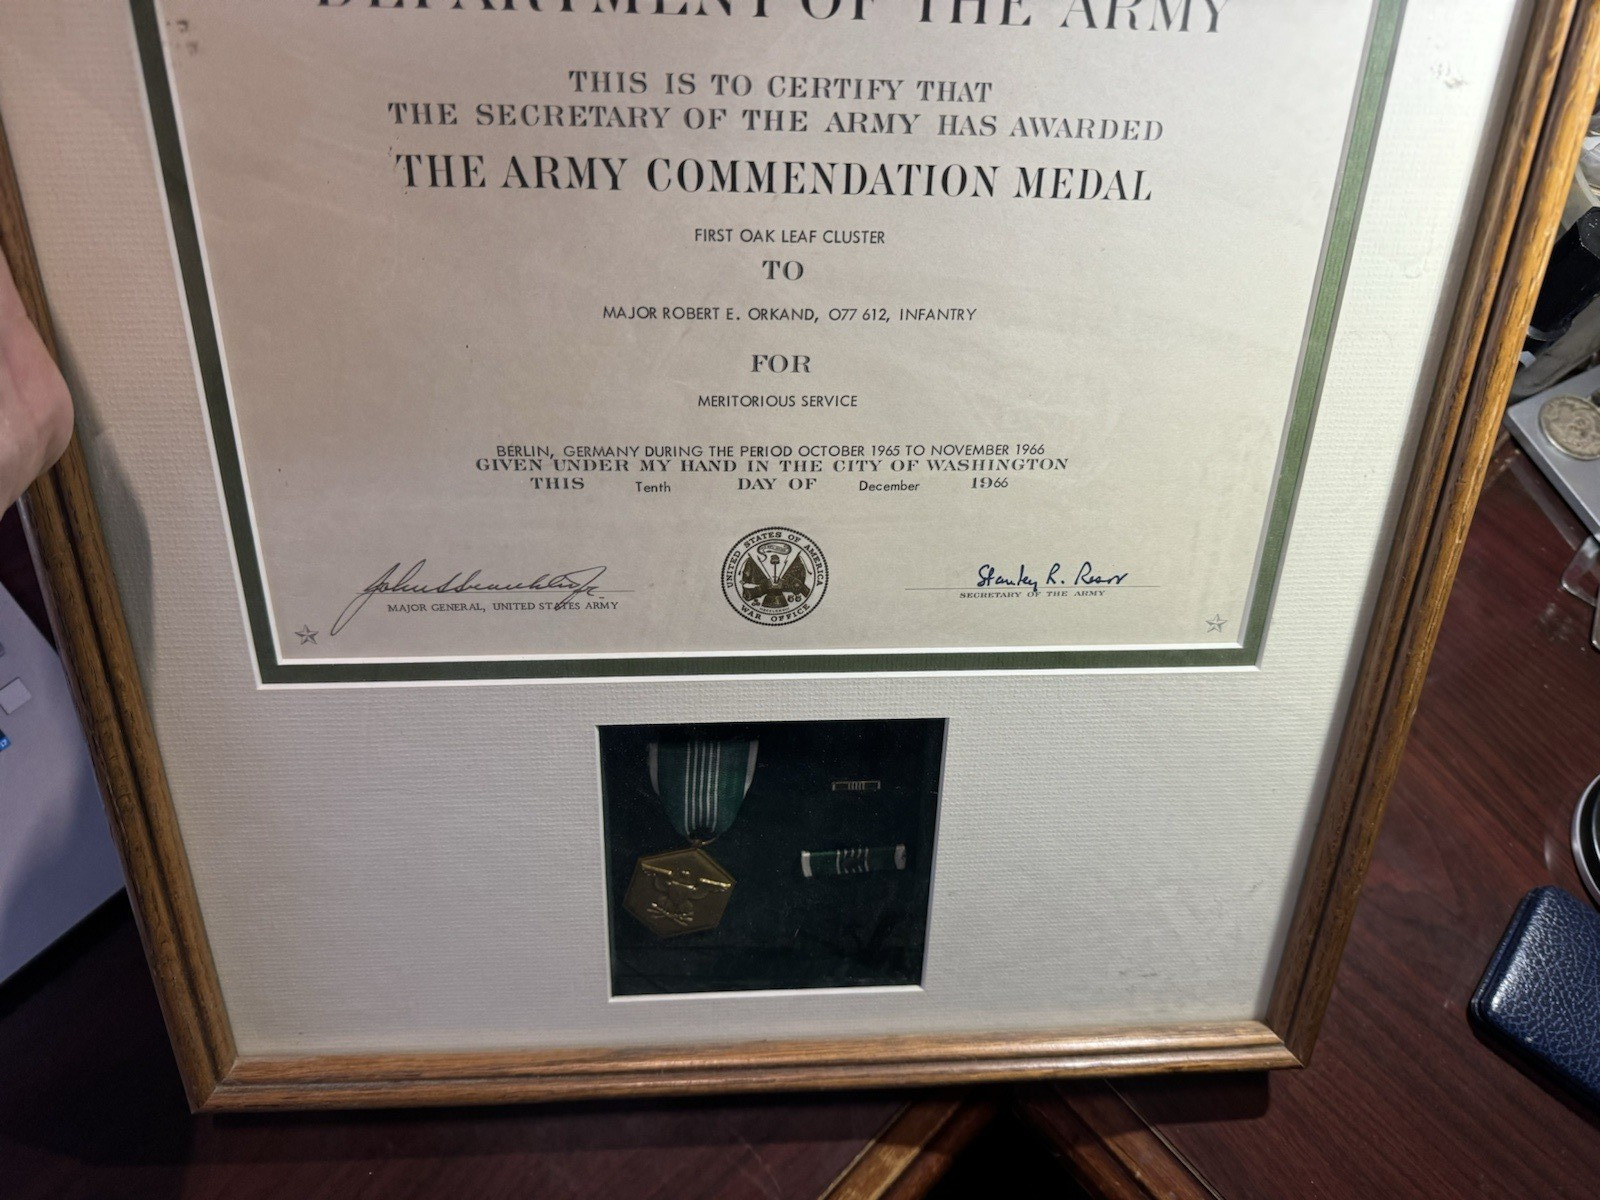 DEPARTMENT OF THE ARMY
THIS IS TO CERTIFY THAT
THE SECRETARY OF THE ARMY HAS AWARDED
THE ARMY COMMENDATION MEDAL
FIRST OAK LEAF CLUSTER
TO
MAJOR ROBERT E. ORKAND, O77 612, INFANTRY
FOR
MERITORIOUS SERVICE
BERLIN, GERMANY DURING THE PERIOD OCTOBER 1965 TO NOVEMBER 1966
GIVEN UNDER MY HAND IN THE CITY OF WASHINGTON
THIS Tenth DAY OF December 1966
UNITED STATES OF AMERICA
WAR OFFICE
MAJOR GENERAL, UNITED STATES ARMY
Stanley R. Resor
SECRETARY OF THE ARMY